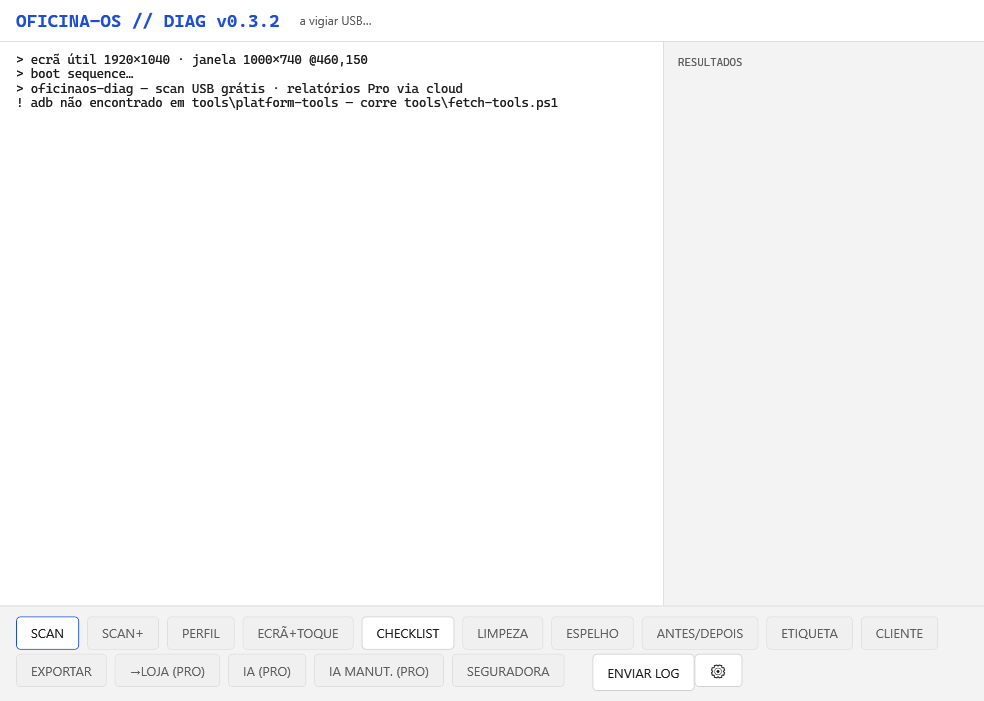 OFICINA-OS // DIAG v0.3.2 a vigiar USB…
> ecrã útil 1920×1040 · janela 1000×740 @460,150
> boot sequence…
> oficinaos-diag — scan USB grátis · relatórios Pro via cloud
! adb não encontrado em tools\platform-tools — corre tools\fetch-tools.ps1
RESULTADOS
SCAN SCAN+ PERFIL ECRÃ+TOQUE CHECKLIST LIMPEZA ESPELHO ANTES/DEPOIS ETIQUETA CLIENTE
EXPORTAR →LOJA (PRO) IA (PRO) IA MANUT. (PRO) SEGURADORA ENVIAR LOG